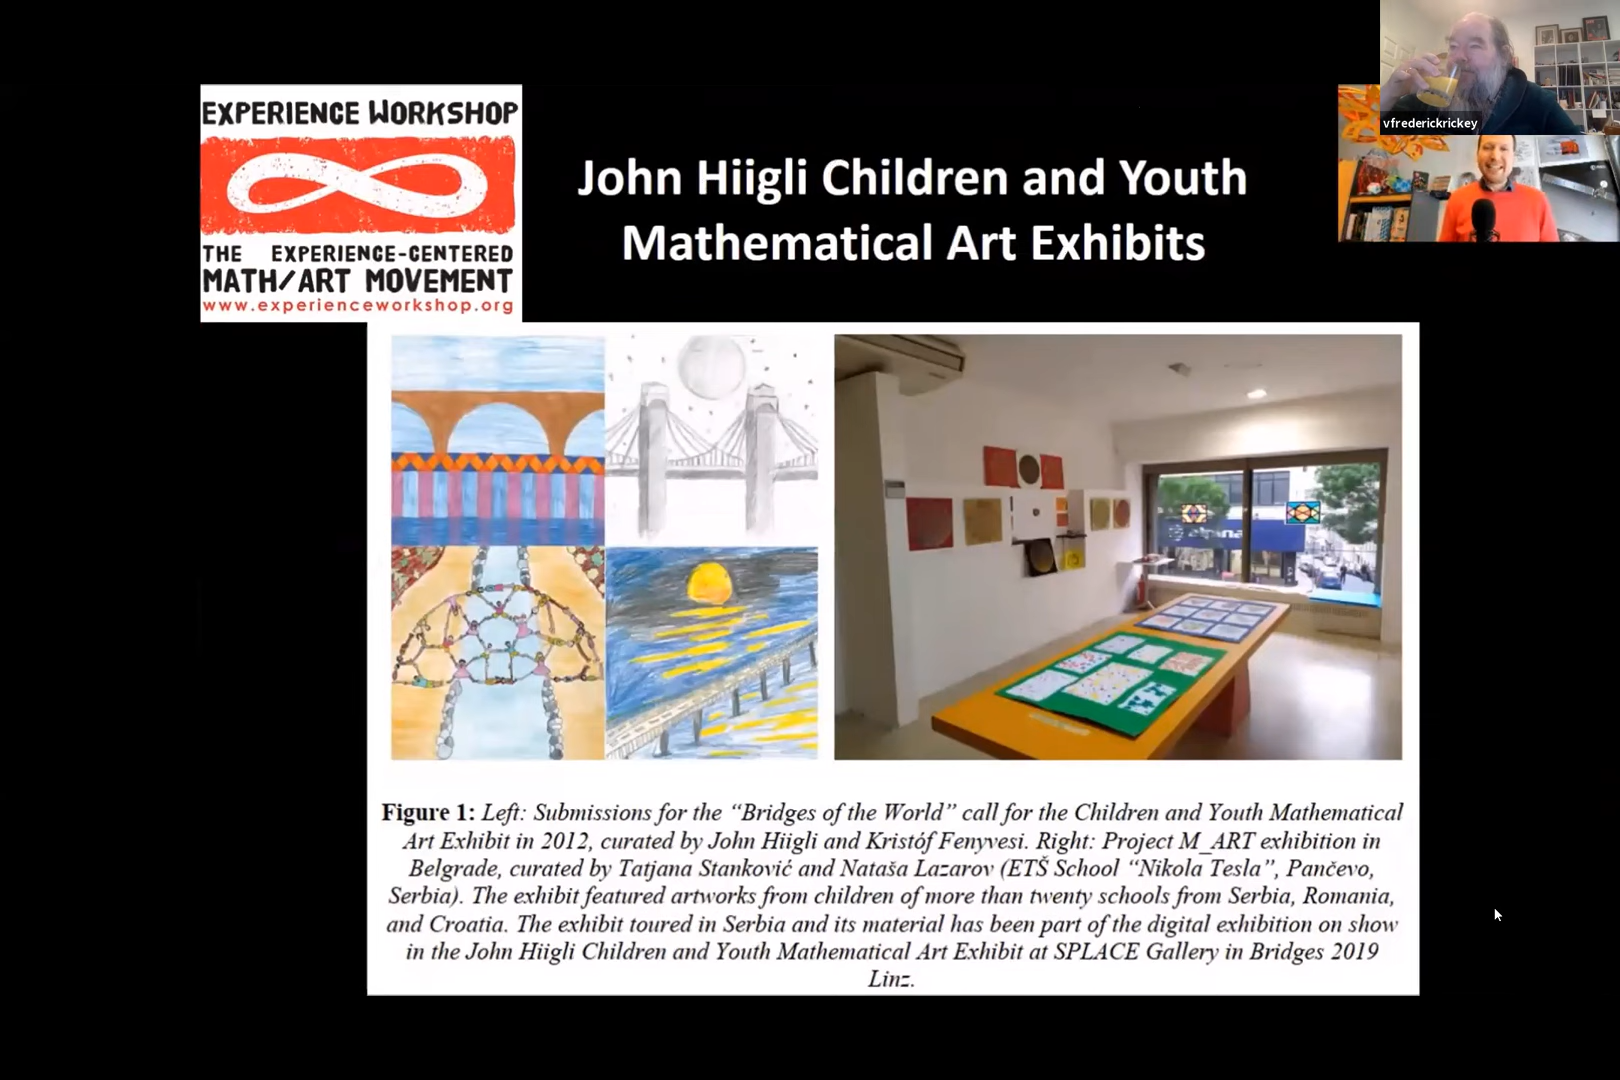 EXPERIENCE WORKSHOP
THE EXPERIENCE-CENTERED
MATH/ART MOVEMENT
www.experienceworkshop.org
John Hiigli Children and Youth
Mathematical Art Exhibits
vfrederickrickey
Figure 1: Left: Submissions for the “Bridges of the World” call for the Children and Youth Mathematical
Art Exhibit in 2012, curated by John Hiigli and Kristóf Fenyvesi. Right: Project M_ART exhibition in
Belgrade, curated by Tatjana Stanković and Nataša Lazarov (ETŠ School “Nikola Tesla”, Pančevo,
Serbia). The exhibit featured artworks from children of more than twenty schools from Serbia, Romania,
and Croatia. The exhibit toured in Serbia and its material has been part of the digital exhibition on show
in the John Hiigli Children and Youth Mathematical Art Exhibit at SPLACE Gallery in Bridges 2019
Linz.